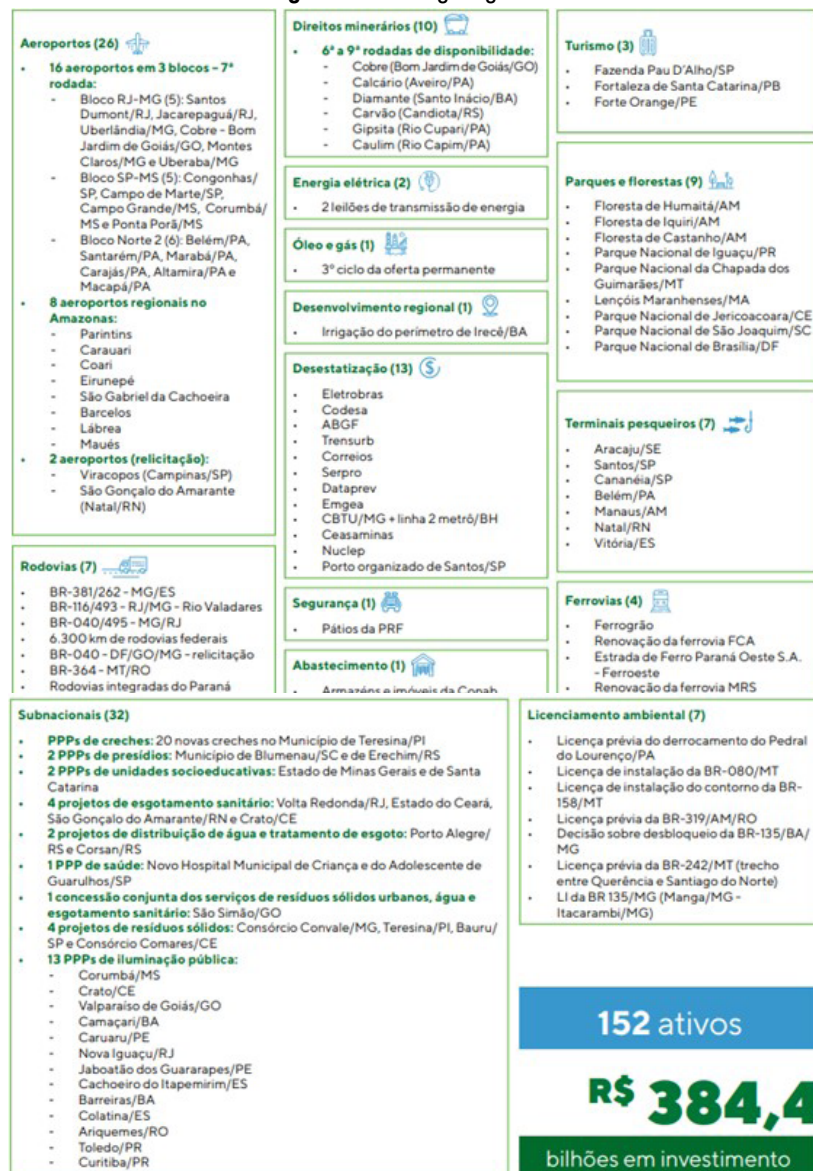 Aeroportos (26)
• 16 aeroportos em 3 blocos – 7ª
rodada:
- Bloco RJ-MG (5): Santos
Dumont/RJ, Jacarepaguá/RJ,
Uberlândia/MG, Cobre - Bom
Jardim de Goiás/GO, Montes
Claros/MG e Uberaba/MG
- Bloco SP-MS (5): Congonhas/
SP, Campo de Marte/SP,
Campo Grande/MS, Corumbá/
MS e Ponta Porã/MS
- Bloco Norte 2 (6): Belém/PA,
Santarém/PA, Marabá/PA,
Carajás/PA, Altamira/PA e
Macapá/PA
• 8 aeroportos regionais no
Amazonas:
- Parintins
- Carauari
- Coari
- Eirunepé
- São Gabriel da Cachoeira
- Barcelos
- Lábrea
- Maués
• 2 aeroportos (relicitação):
- Viracopos (Campinas/SP)
- São Gonçalo do Amarante
(Natal/RN)
Rodovias (7)
• BR-381/262 - MG/ES
• BR-116/493 - RJ/MG - Rio Valadares
• BR-040/495 - MG/RJ
• 6.300 km de rodovias federais
• BR-040 - DF/GO/MG - relicitação
• BR-364 - MT/RO
• Rodovias integradas do Paraná
Direitos minerários (10)
• 6ª a 9ª rodadas de disponibilidade:
- Cobre (Bom Jardim de Goiás/GO)
- Calcário (Aveiro/PA)
- Diamante (Santo Inácio/BA)
- Carvão (Candiota/RS)
- Gipsita (Rio Cupari/PA)
- Caulim (Rio Capim/PA)
Energia elétrica (2)
• 2 leilões de transmissão de energia
Óleo e gás (1)
• 3º ciclo da oferta permanente
Desenvolvimento regional (1)
• Irrigação do perímetro de Irecê/BA
Desestatização (13)
• Eletrobras
• Codesa
• ABGF
• Trensurb
• Correios
• Serpro
• Dataprev
• Emgea
• CBTU/MG + linha 2 metrô/BH
• Ceasaminas
• Nuclep
• Porto organizado de Santos/SP
Segurança (1)
• Pátios da PRF
Abastecimento (1)
• Armazéns e imóveis da Conab
Turismo (3)
• Fazenda Pau D'Alho/SP
• Fortaleza de Santa Catarina/PB
• Forte Orange/PE
Parques e florestas (9)
• Floresta de Humaitá/AM
• Floresta de Iquiri/AM
• Floresta de Castanho/AM
• Parque Nacional de Iguaçu/PR
• Parque Nacional da Chapada dos
Guimarães/MT
• Lençóis Maranhenses/MA
• Parque Nacional de Jericoacoara/CE
• Parque Nacional de São Joaquim/SC
• Parque Nacional de Brasília/DF
Terminais pesqueiros (7)
• Aracaju/SE
• Santos/SP
• Cananéia/SP
• Belém/PA
• Manaus/AM
• Natal/RN
• Vitória/ES
Ferrovias (4)
• Ferrogrão
• Renovação da ferrovia FCA
• Estrada de Ferro Paraná Oeste S.A.
- Ferroeste
• Renovação da ferrovia MRS
Subnacionais (32)
• PPPs de creches: 20 novas creches no Município de Teresina/PI
• 2 PPPs de presídios: Município de Blumenau/SC e de Erechim/RS
• 2 PPPs de unidades socioeducativas: Estado de Minas Gerais e de Santa
Catarina
• 4 projetos de esgotamento sanitário: Volta Redonda/RJ, Estado do Ceará,
São Gonçalo do Amarante/RN e Crato/CE
• 2 projetos de distribuição de água e tratamento de esgoto: Porto Alegre/
RS e Corsan/RS
• 1 PPP de saúde: Novo Hospital Municipal de Criança e do Adolescente de
Guarulhos/SP
• 1 concessão conjunta dos serviços de resíduos sólidos urbanos, água e
esgotamento sanitário: São Simão/GO
• 4 projetos de resíduos sólidos: Consórcio Convale/MG, Teresina/PI, Bauru/
SP e Consórcio Comares/CE
• 13 PPPs de iluminação pública:
- Corumbá/MS
- Crato/CE
- Valparaíso de Goiás/GO
- Camaçari/BA
- Caruaru/PE
- Nova Iguaçu/RJ
- Jaboatão dos Guararapes/PE
- Cachoeiro do Itapemirim/ES
- Barreiras/BA
- Colatina/ES
- Ariquemes/RO
- Toledo/PR
- Curitiba/PR
Licenciamento ambiental (7)
• Licença prévia do derrocamento do Pedral
do Lourenço/PA
• Licença de instalação da BR-080/MT
• Licença de instalação do contorno da BR-
158/MT
• Licença prévia da BR-319/AM/RO
• Decisão sobre desbloqueio da BR-135/BA/
MG
• Licença prévia da BR-242/MT (trecho
entre Querência e Santiago do Norte)
• LI da BR 135/MG (Manga/MG -
Itacarambi/MG)
152 ativos
R$ 384,4
bilhões em investimento